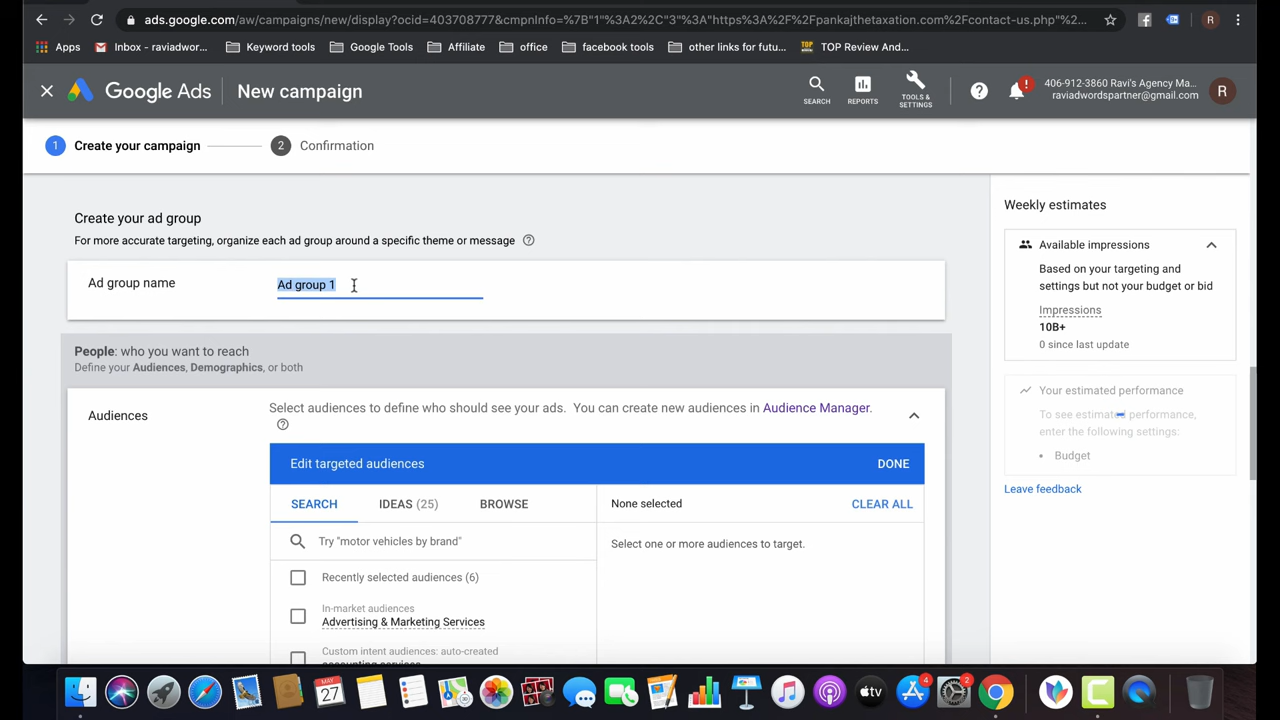 ads.google.com/aw/campaigns/new/display?ocid=403708777&cmpnInfo=%7B"1"%3A2%2C"3"%3A"https%3A%2F%2Fpankajthetaxation.com%2Fcontact-us.php"%2...
R
Apps
Inbox - raviadwor...
Keyword tools
Google Tools
Affiliate
office
facebook tools
other links for futu...
TOP Review And...
Google Ads
New campaign
SEARCH
REPORTS
TOOLS &
SETTINGS
406-912-3860 Ravi's Agency Ma...
raviadwordspartner@gmail.com
R
1 Create your campaign
2 Confirmation
Create your ad group
For more accurate targeting, organize each ad group around a specific theme or message
Ad group name
Ad group 1
People: who you want to reach
Define your Audiences, Demographics, or both
Audiences
Select audiences to define who should see your ads. You can create new audiences in Audience Manager.
Edit targeted audiences
DONE
SEARCH
IDEAS (25)
BROWSE
None selected
CLEAR ALL
Try "motor vehicles by brand"
Select one or more audiences to target.
Recently selected audiences (6)
In-market audiences
Advertising & Marketing Services
Custom intent audiences: auto-created
accounting services
Weekly estimates
Available impressions
Based on your targeting and
settings but not your budget or bid
Impressions
10B+
0 since last update
Your estimated performance
To see estimated performance,
enter the following settings:
• Budget
Leave feedback
MAY
27
tv
4
2